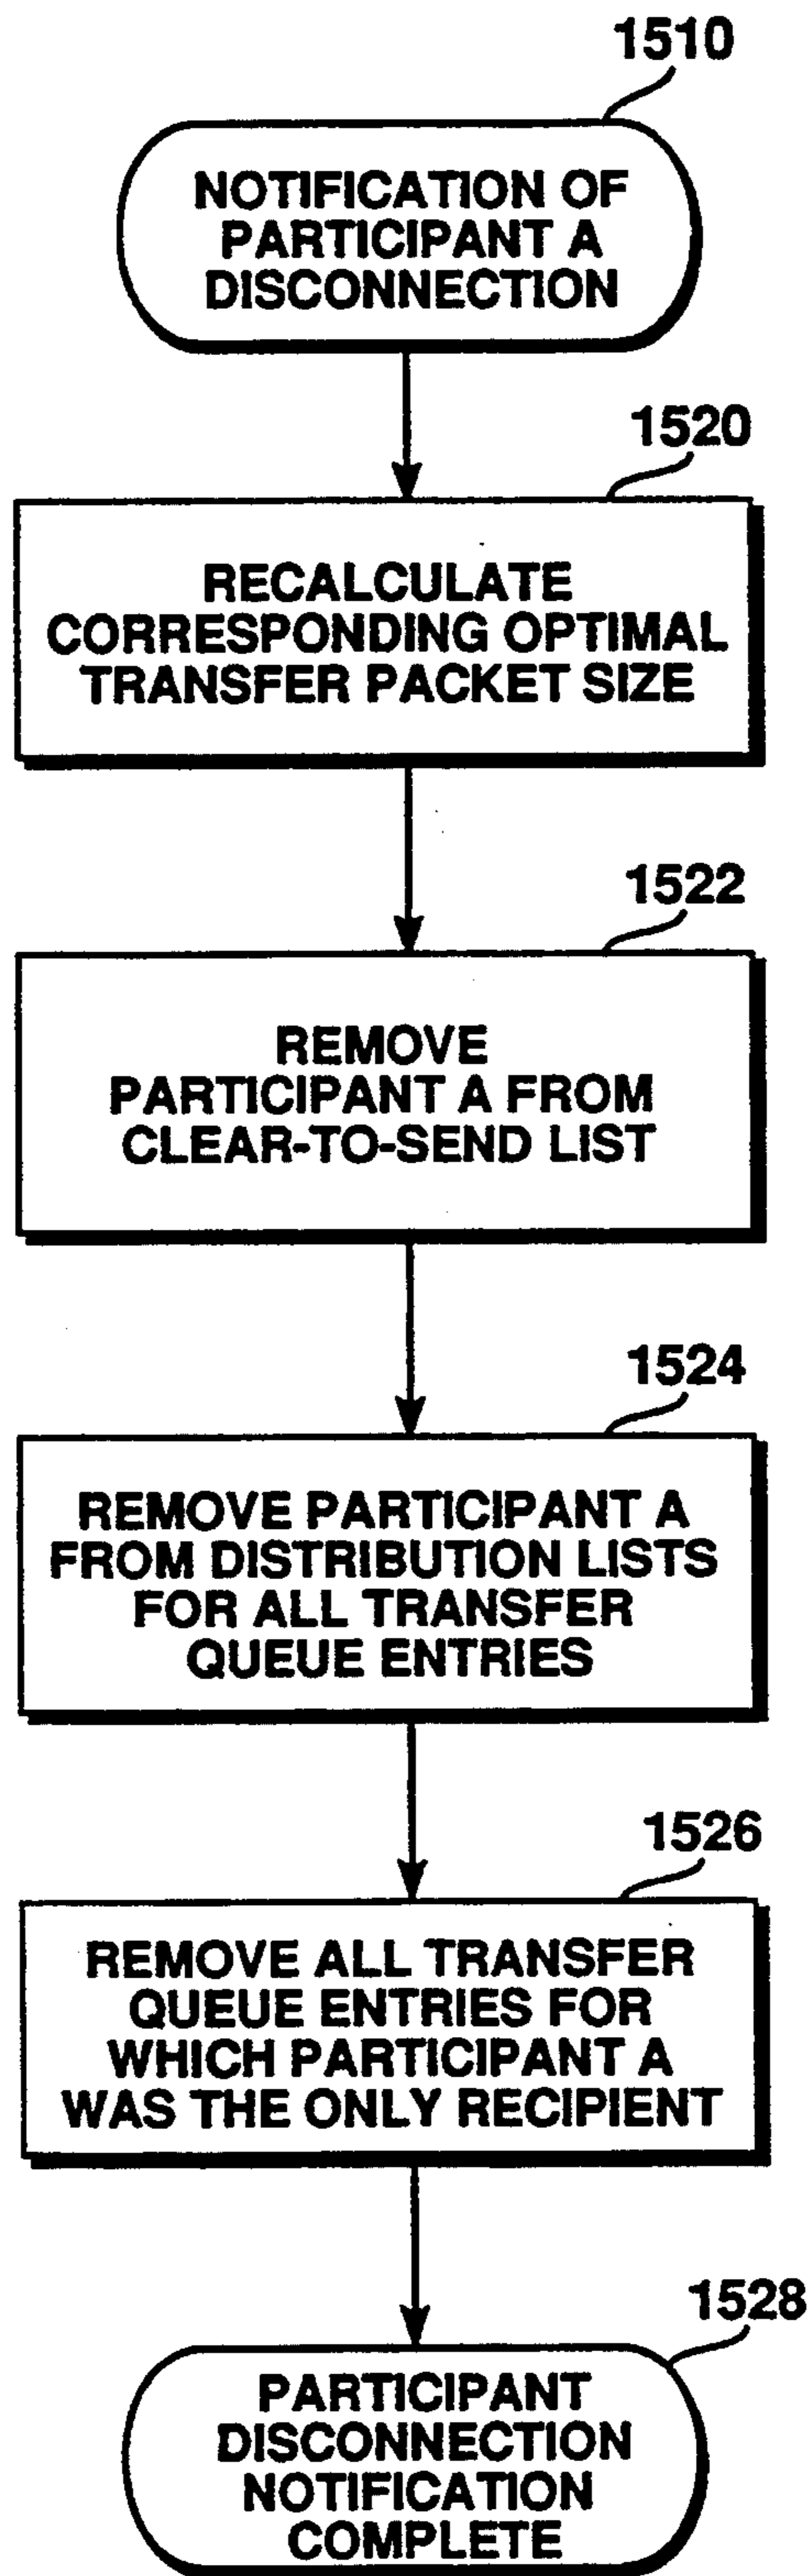 1510
NOTIFICATION OF
PARTICIPANT A
DISCONNECTION
1520
RECALCULATE
CORRESPONDING OPTIMAL
TRANSFER PACKET SIZE
1522
REMOVE
PARTICIPANT A FROM
CLEAR-TO-SEND LIST
1524
REMOVE PARTICIPANT A
FROM DISTRIBUTION LISTS
FOR ALL TRANSFER
QUEUE ENTRIES
1526
REMOVE ALL TRANSFER
QUEUE ENTRIES FOR
WHICH PARTICIPANT A
WAS THE ONLY RECIPIENT
1528
PARTICIPANT
DISCONNECTION
NOTIFICATION
COMPLETE